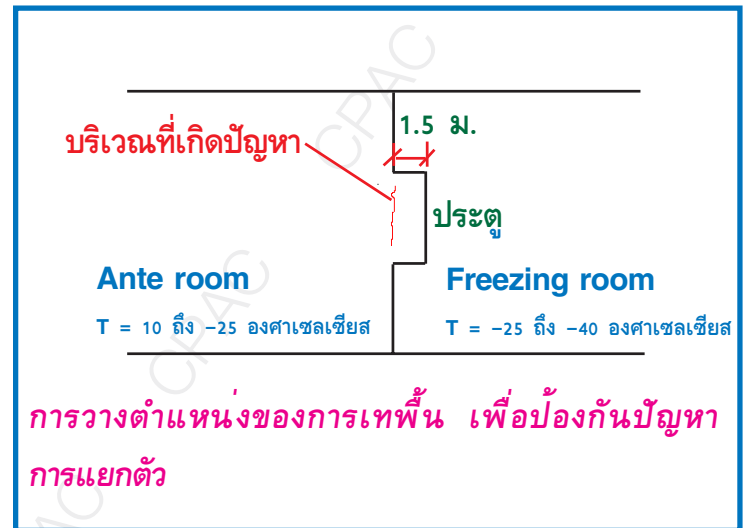 CPAC
1.5 ม.
บริเวณที่เกิดปัญหา
ประตู
CPAC
Ante room
Freezing room
T = 10 ถึง -25 องศาเซลเซียส
T = -25 ถึง -40 องศาเซลเซียส
การวางตำแหน่งของการเทพื้น เพื่อป้องกันปัญหา
การแยกตัว